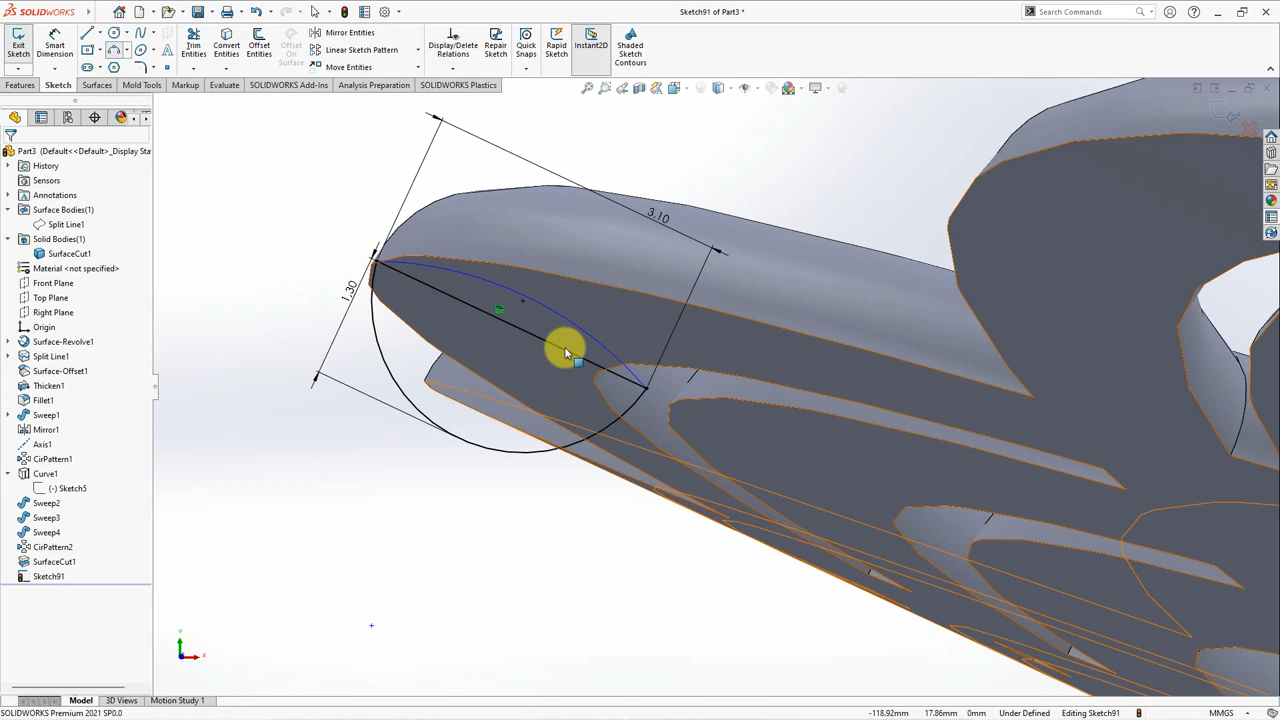 SOLIDWORKS
Sketch91 of Part3 *
Search Commands
Exit Sketch
Smart Dimension
Trim Entities
Convert Entities
Offset Entities
Offset On Surface
Mirror Entities
Linear Sketch Pattern
Move Entities
Display/Delete Relations
Repair Sketch
Quick Snaps
Rapid Sketch
Instant2D
Shaded Sketch Contours
Features
Sketch
Surfaces
Mold Tools
Markup
Evaluate
SOLIDWORKS Add-Ins
Analysis Preparation
SOLIDWORKS Plastics
Part3 (Default<<Default>_Display Sta
History
Sensors
Annotations
Surface Bodies(1)
Split Line1
Solid Bodies(1)
SurfaceCut1
Material <not specified>
Front Plane
Top Plane
Right Plane
Origin
Surface-Revolve1
Split Line1
Surface-Offset1
Thicken1
Fillet1
Sweep1
Mirror1
Axis1
CirPattern1
Curve1
(-) Sketch5
Sweep2
Sweep3
Sweep4
CirPattern2
SurfaceCut1
Sketch91
3.10
1.30
Y
X
Model
3D Views
Motion Study 1
SOLIDWORKS Premium 2021 SP0.0
-118.92mm
17.86mm
0mm
Under Defined
Editing Sketch91
MMGS